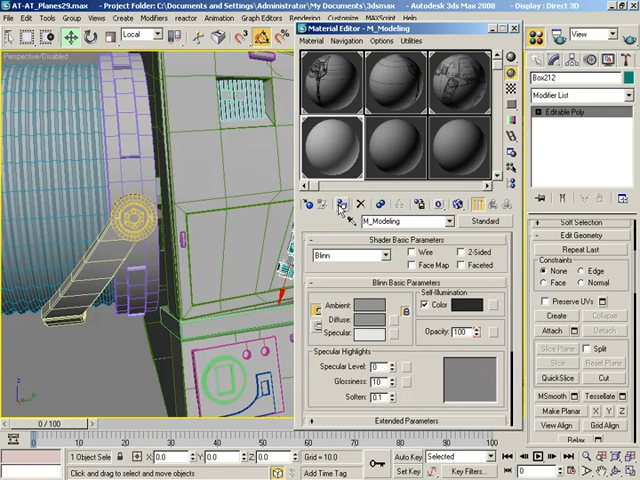 AT-AT_Planes29.max - Project Folder: C:\Documents and Settings\Administrator\My Documents\3dsmax - Autodesk 3ds Max 2008 - Display : Direct 3D
File Edit Tools Group Views Create Modifiers reactor Animation Graph Editors Rendering Customize MAXScript Help
Local
View
Perspective/Disabled
Material Editor - M_Modeling
Material Navigation Options Utilities
M_Modeling Standard
Shader Basic Parameters
Blinn Wire 2-Sided
Face Map Faceted
Blinn Basic Parameters
Self-Illumination
Ambient: Color
Diffuse:
Specular: Opacity: 100
Specular Highlights
Specular Level: 0
Glossiness: 10
Soften: 0.1
Extended Parameters
Box212
Modifier List
Editable Poly
Soft Selection
Edit Geometry
Repeat Last
Constraints
None Edge
Face Normal
Preserve UVs
Create Collapse
Attach Detach
Slice Plane Split
Slice Reset Plane
QuickSlice Cut
MSmooth Tessellate
Make Planar X Y Z
View Align Grid Align
Relax
0 / 100
0 10 20 30 40 50 60 70 80 90 100
1 Object Sele X: 0.0 Y: 0.0 Z: 0.0 Grid = 10.0
Click and drag to select and move objects Add Time Tag
Auto Key Selected
Set Key Key Filters... 0